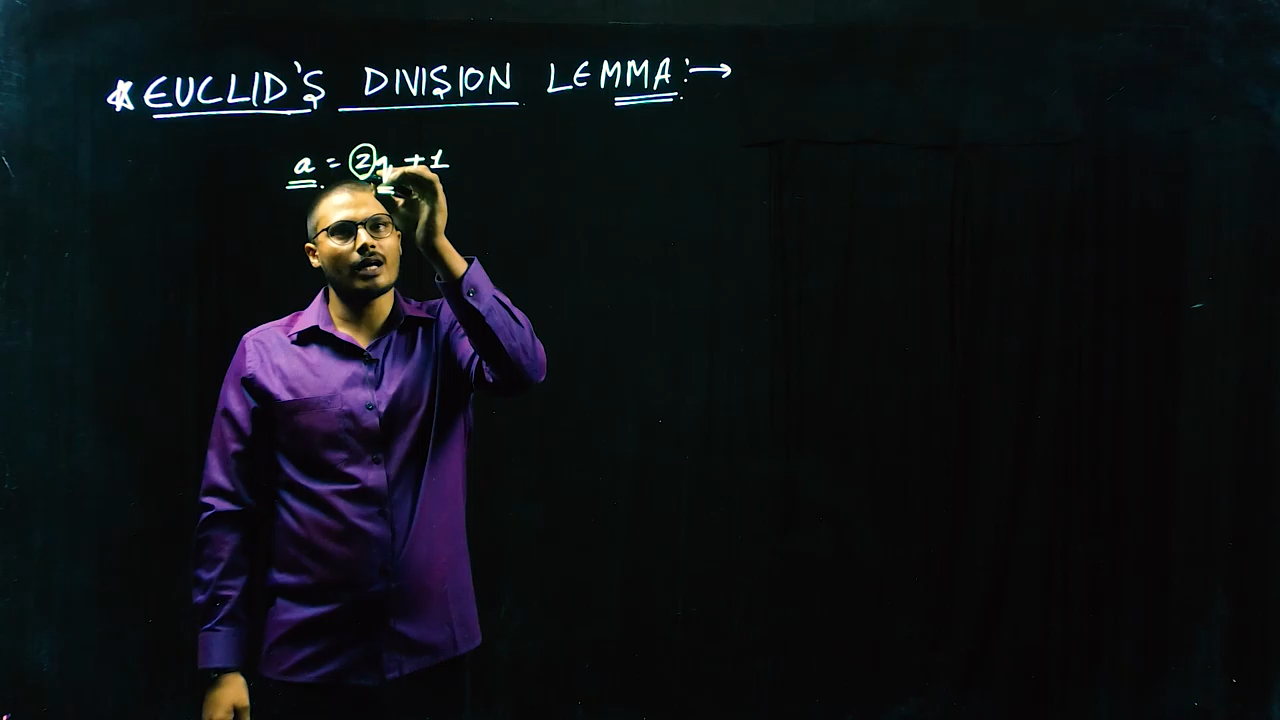 * EUCLID'S DIVISION LEMMA :→
a = 2q + 1